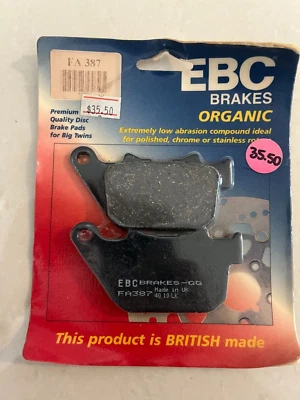 FA 387
$35.50
EBC
BRAKES
ORGANIC
Premium
Quality Disc
Brake Pads
for Big Twins
Extremely low abrasion compound ideal
for polished, chrome or stainless
35.50
EBC BRAKES-GG
Made in UK
FA387
This product is BRITISH made